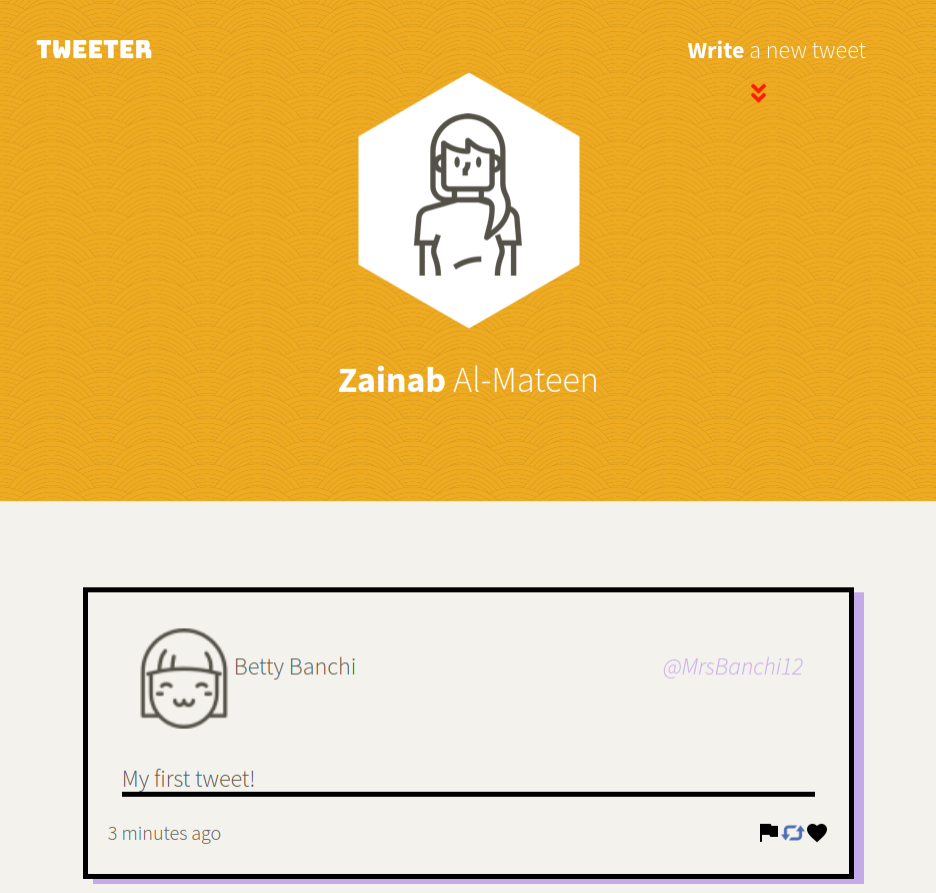 TWEETER
Write a new tweet
Zainab Al-Mateen
Betty Banchi
@MrsBanchi12
My first tweet!
3 minutes ago